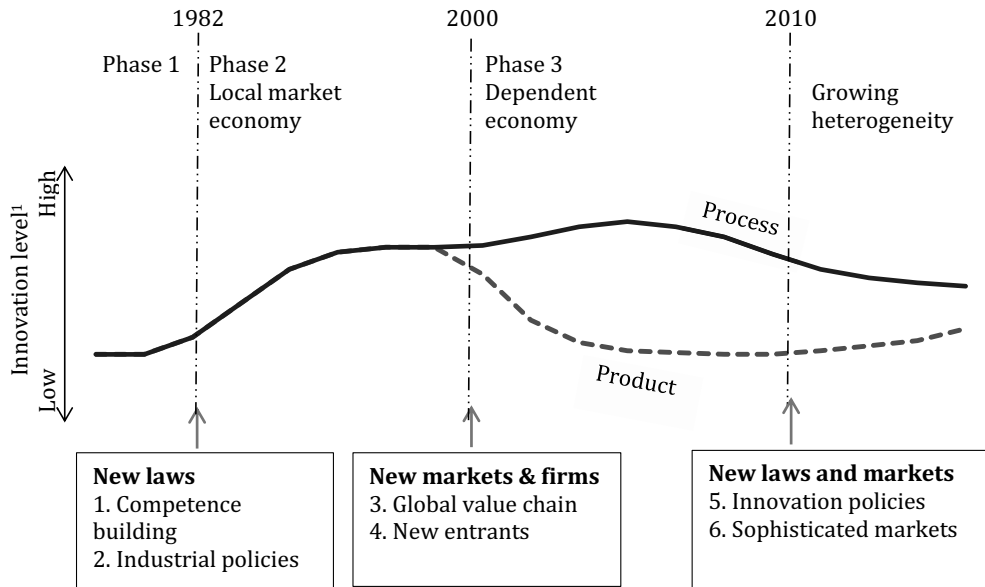 1982
2000
2010
Phase 1
Phase 2
Local market
economy
Phase 3
Dependent
economy
Growing
heterogeneity
Innovation level¹
High
Low
Process
Product
New laws
1. Competence
building
2. Industrial policies
New markets & firms
3. Global value chain
4. New entrants
New laws and markets
5. Innovation policies
6. Sophisticated markets